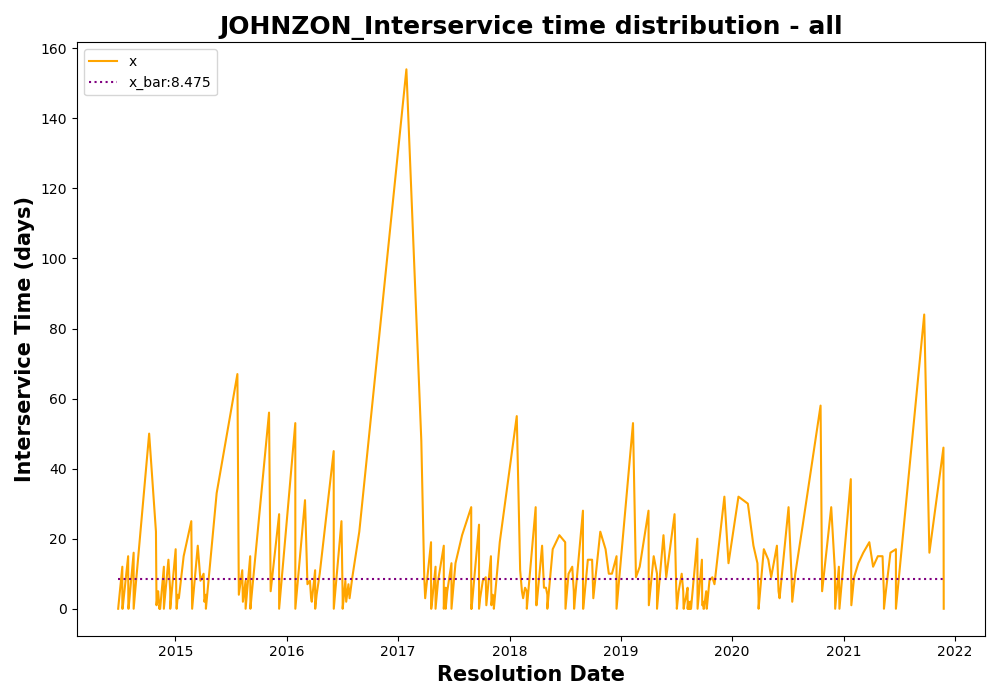 JOHNZON_Interservice time distribution - all
x
x_bar:8.475
160
140
120
100
80
60
40
20
0
Interservice Time (days)
2015 2016 2017 2018 2019 2020 2021 2022
Resolution Date